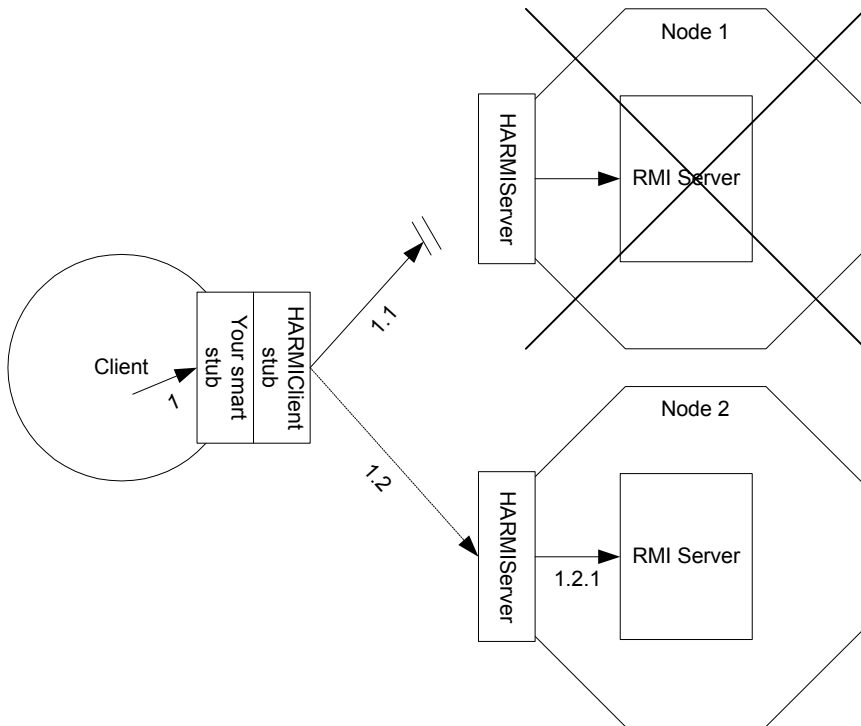 Node 1
HARMIServer
RMI Server
1.1
Client
1
Your smart
stub
HARMIClient
stub
1.2
Node 2
HARMIServer
1.2.1
RMI Server